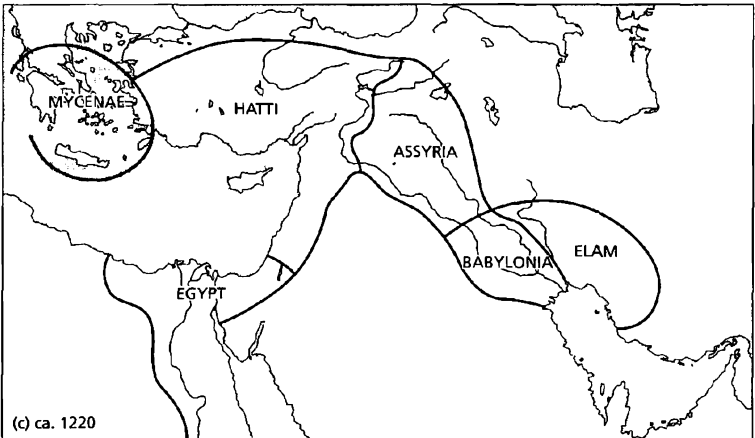 MYCENAE
HATTI
ASSYRIA
BABYLONIA
ELAM
EGYPT
(c) ca. 1220